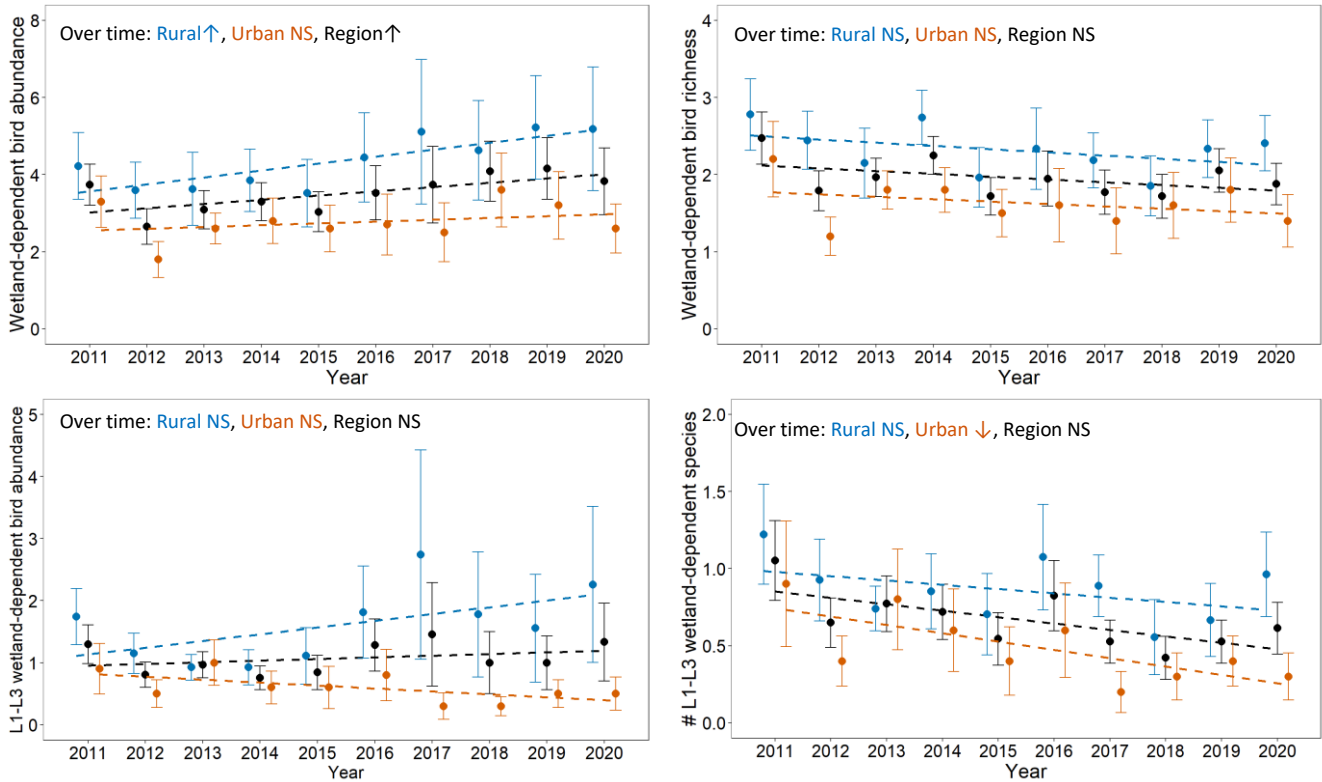 Over time: Rural↑, Urban NS, Region↑
Wetland-dependent bird abundance
8
6
4
2
0
2011 2012 2013 2014 2015 2016 2017 2018 2019 2020
Year
Over time: Rural NS, Urban NS, Region NS
Wetland-dependent bird richness
4
3
2
1
0
2011 2012 2013 2014 2015 2016 2017 2018 2019 2020
Year
Over time: Rural NS, Urban NS, Region NS
L1-L3 wetland-dependent bird abundance
5
4
3
2
1
0
2011 2012 2013 2014 2015 2016 2017 2018 2019 2020
Year
Over time: Rural NS, Urban ↓, Region NS
# L1-L3 wetland-dependent species
2.0
1.5
1.0
0.5
0.0
2011 2012 2013 2014 2015 2016 2017 2018 2019 2020
Year